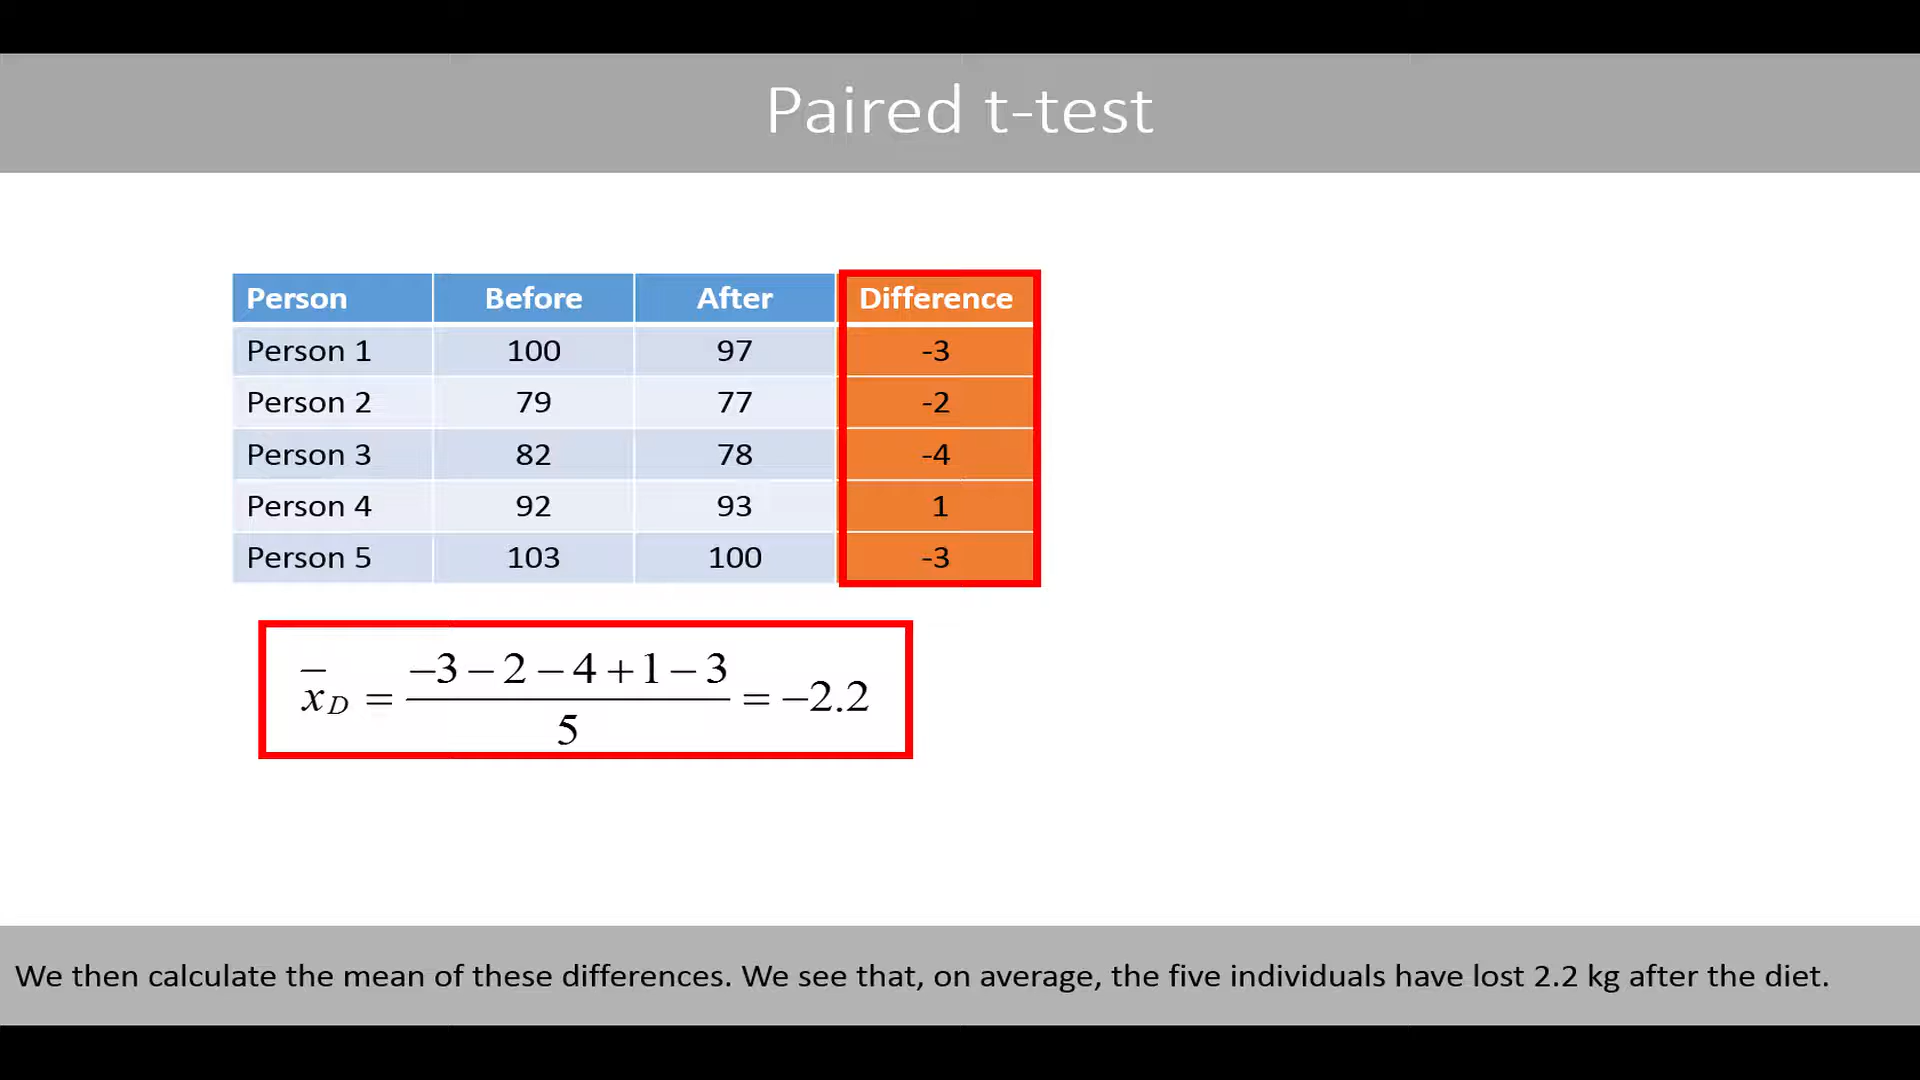 Paired t-test
Person Before After Difference
Person 1 100 97 -3
Person 2 79 77 -2
Person 3 82 78 -4
Person 4 92 93 1
Person 5 103 100 -3
x̄_D = (−3 − 2 − 4 + 1 − 3) / 5 = −2.2
We then calculate the mean of these differences. We see that, on average, the five individuals have lost 2.2 kg after the diet.